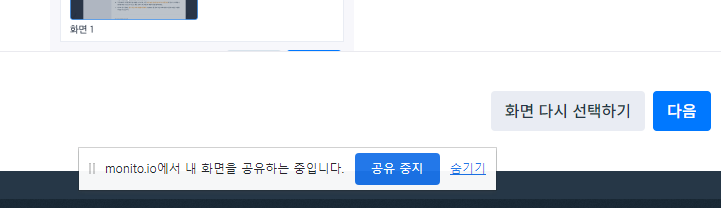 화면 1
화면 다시 선택하기 다음
monito.io에서 내 화면을 공유하는 중입니다. 공유 중지 숨기기